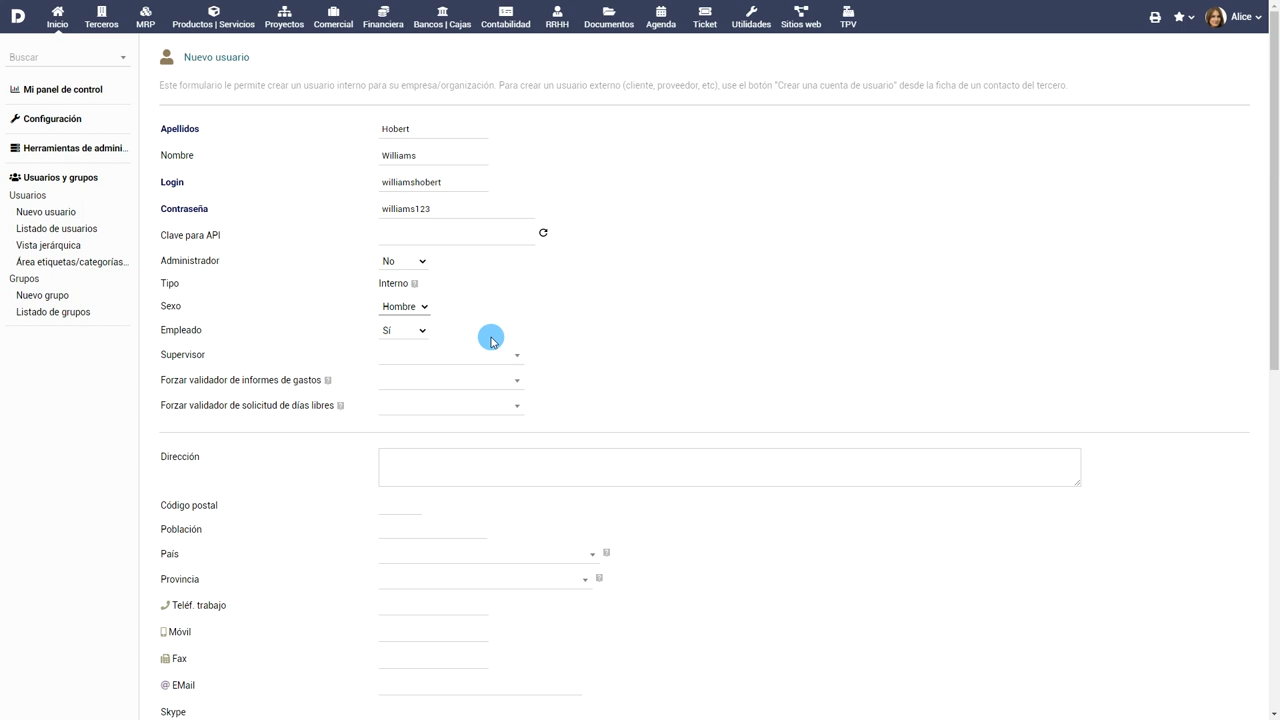 Inicio Terceros MRP Productos | Servicios Proyectos Comercial Financiera Bancos | Cajas Contabilidad RRHH Documentos Agenda Ticket Utilidades Sitios web TPV Alice
Buscar
Mi panel de control
Configuración
Herramientas de admini...
Usuarios y grupos
Usuarios
Nuevo usuario
Listado de usuarios
Vista jerárquica
Área etiquetas/categorías...
Grupos
Nuevo grupo
Listado de grupos
Nuevo usuario
Este formulario le permite crear un usuario interno para su empresa/organización. Para crear un usuario externo (cliente, proveedor, etc), use el botón "Crear una cuenta de usuario" desde la ficha de un contacto del tercero.
Apellidos Hobert
Nombre Williams
Login williamshobert
Contraseña williams123
Clave para API
Administrador No
Tipo Interno ?
Sexo Hombre
Empleado Sí
Supervisor
Forzar validador de informes de gastos ?
Forzar validador de solicitud de días libres ?
Dirección
Código postal
Población
País ?
Provincia ?
Teléf. trabajo
Móvil
Fax
@ EMail
Skype